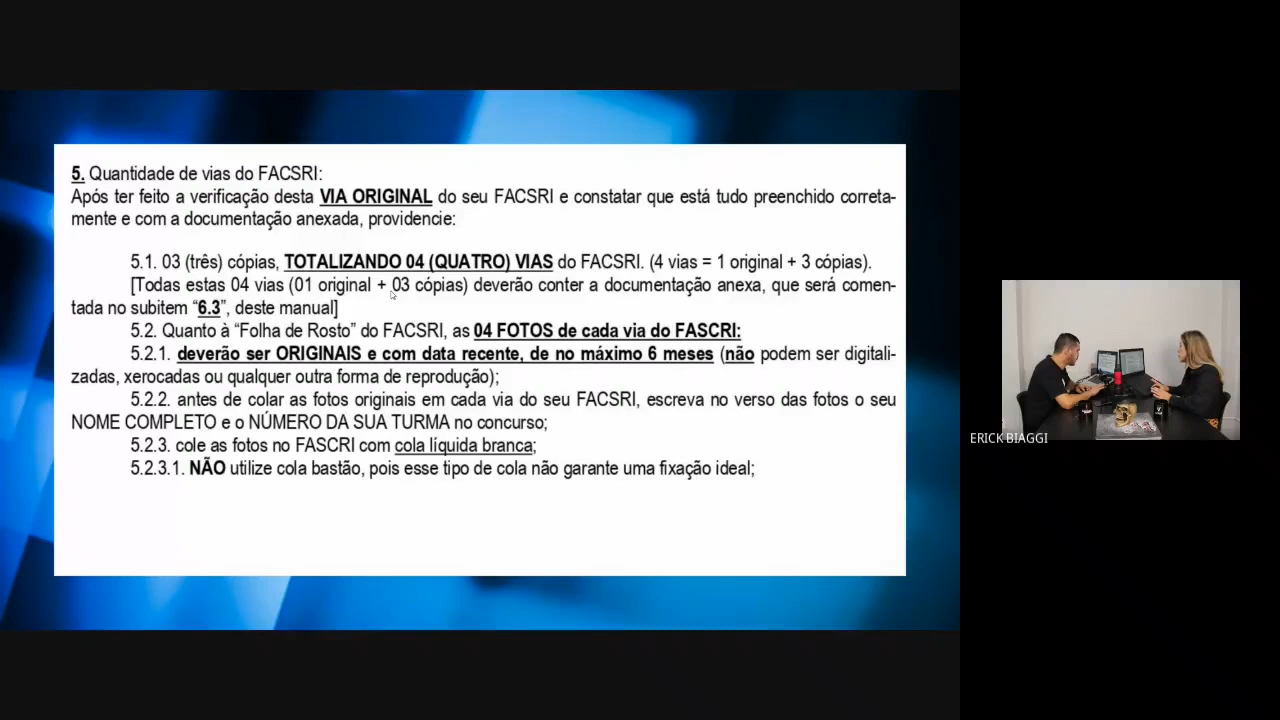 5. Quantidade de vias do FACSRI:
Após ter feito a verificação desta VIA ORIGINAL do seu FACSRI e constatar que está tudo preenchido correta-
mente e com a documentação anexada, providencie:
5.1. 03 (três) cópias, TOTALIZANDO 04 (QUATRO) VIAS do FACSRI. (4 vias = 1 original + 3 cópias).
[Todas estas 04 vias (01 original + 03 cópias) deverão conter a documentação anexa, que será comen-
tada no subitem “6.3”, deste manual]
5.2. Quanto à “Folha de Rosto” do FACSRI, as 04 FOTOS de cada via do FASCRI:
5.2.1. deverão ser ORIGINAIS e com data recente, de no máximo 6 meses (não podem ser digitali-
zadas, xerocadas ou qualquer outra forma de reprodução);
5.2.2. antes de colar as fotos originais em cada via do seu FACSRI, escreva no verso das fotos o seu
NOME COMPLETO e o NÚMERO DA SUA TURMA no concurso;
5.2.3. cole as fotos no FASCRI com cola líquida branca;
5.2.3.1. NÃO utilize cola bastão, pois esse tipo de cola não garante uma fixação ideal;
ERICK BIAGGI